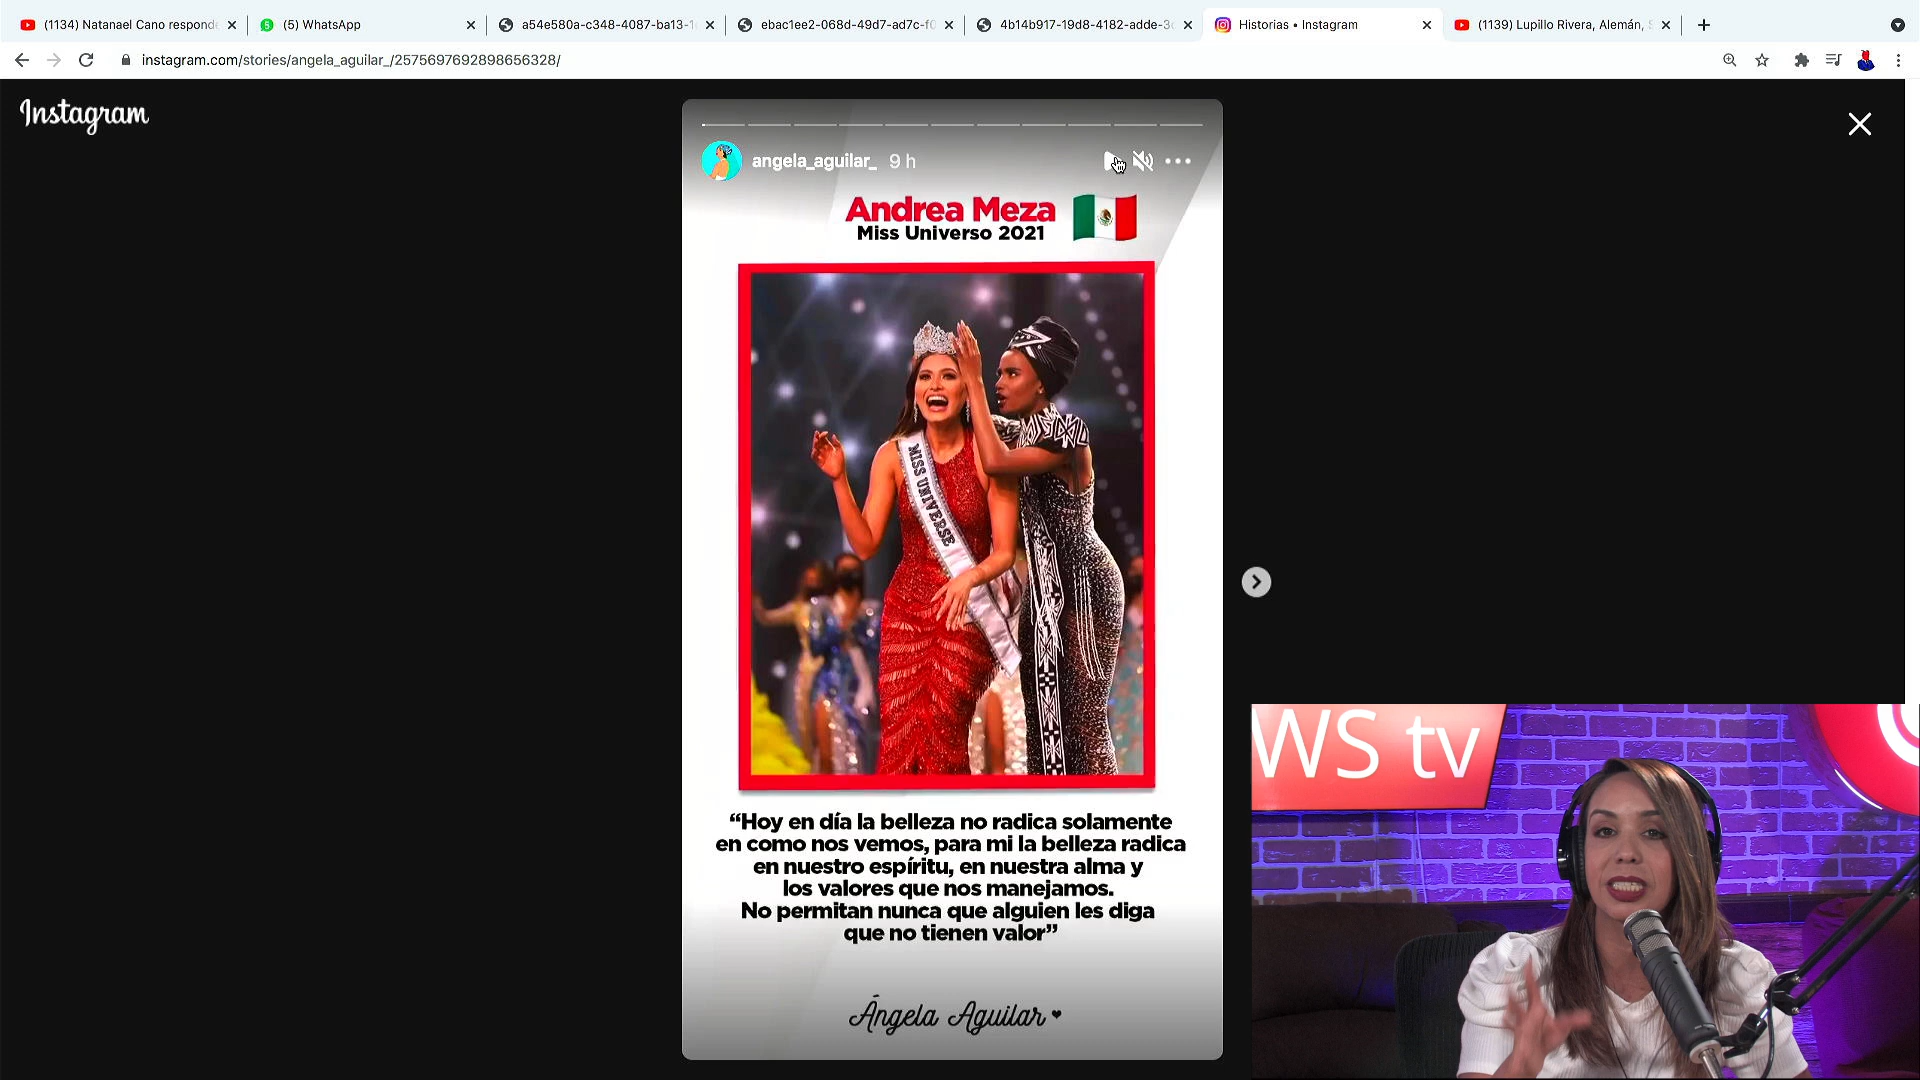 (1134) Natanael Cano responde
(5) WhatsApp
a54e580a-c348-4087-ba13-1
ebac1ee2-068d-49d7-ad7c-f0
4b14b917-19d8-4182-adde-3c
Historias • Instagram
(1139) Lupillo Rivera, Alemán, S
instagram.com/stories/angela_aguilar_/2575697692898656328/
Instagram
angela_aguilar_ 9 h
Andrea Meza
Miss Universo 2021
MISS UNIVERSE
“Hoy en día la belleza no radica solamente
en como nos vemos, para mi la belleza radica
en nuestro espíritu, en nuestra alma y
los valores que nos manejamos.
No permitan nunca que alguien les diga
que no tienen valor”
Ángela Aguilar
WS tv